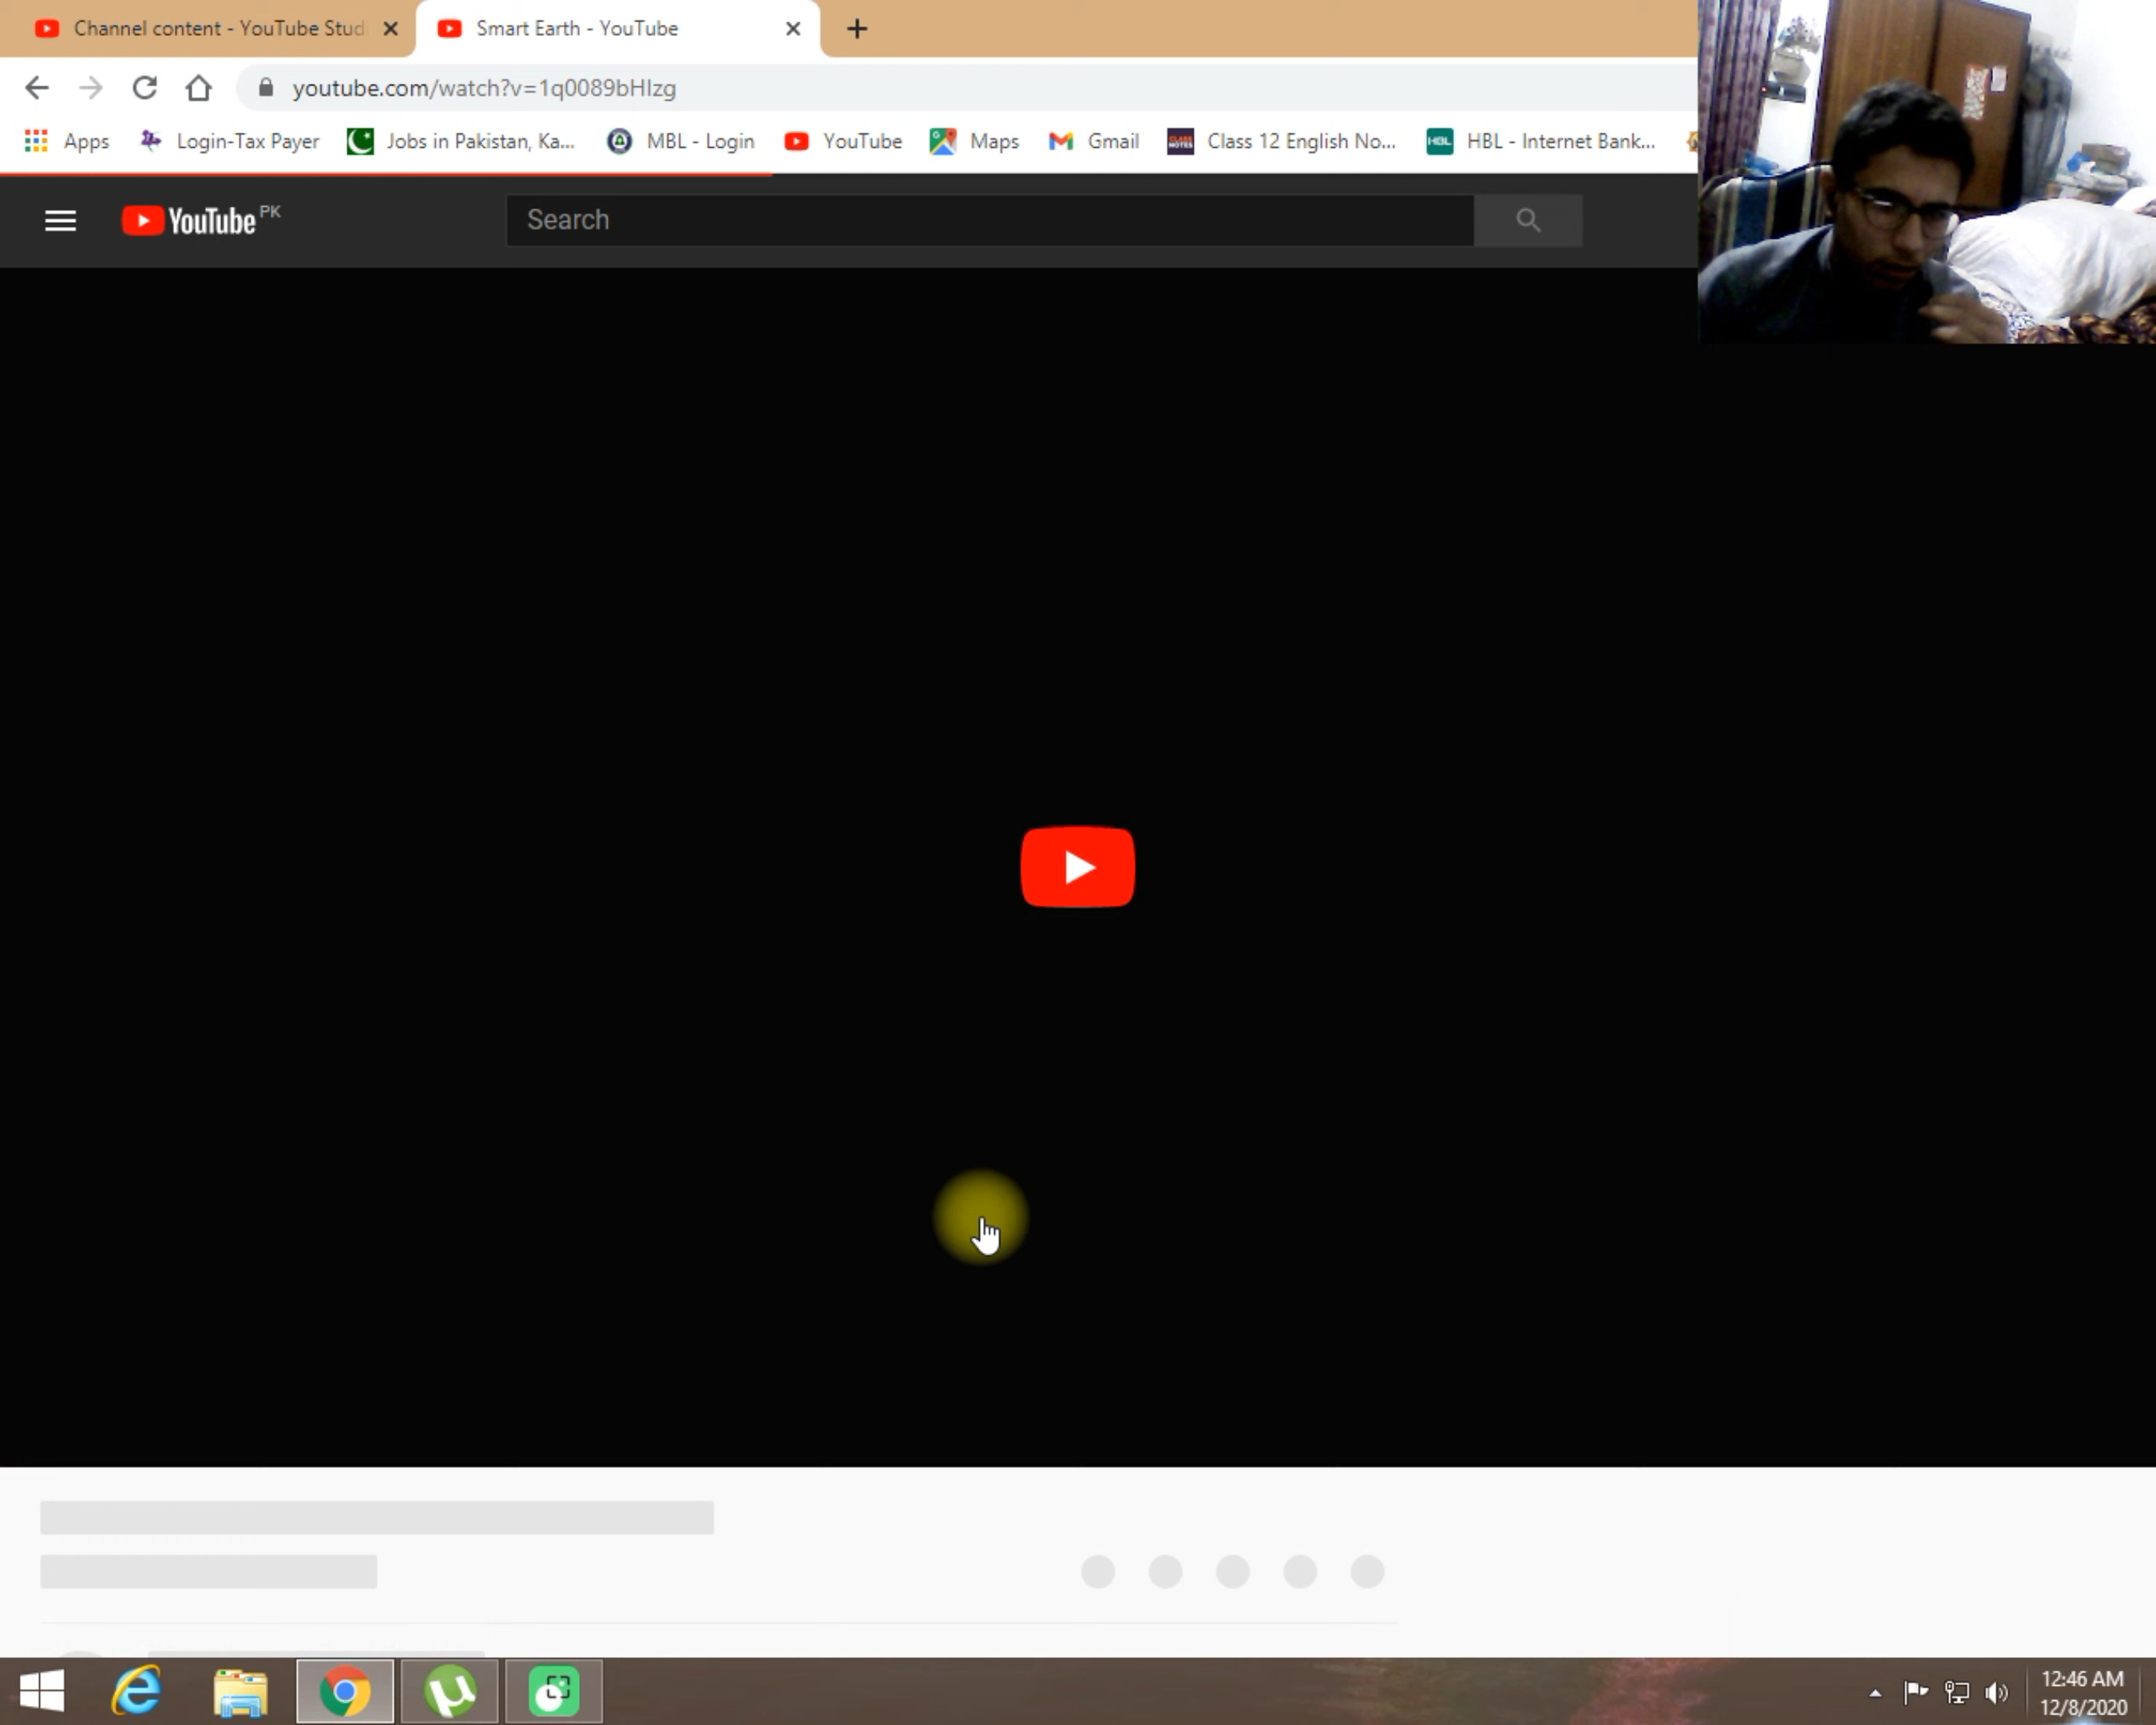 Channel content - YouTube Stud
Smart Earth - YouTube
youtube.com/watch?v=1q0089bHIzg
Apps
Login-Tax Payer
Jobs in Pakistan, Ka...
MBL - Login
YouTube
Maps
Gmail
Class 12 English No...
HBL - Internet Bank...
YouTube PK
Search
12:46 AM
12/8/2020